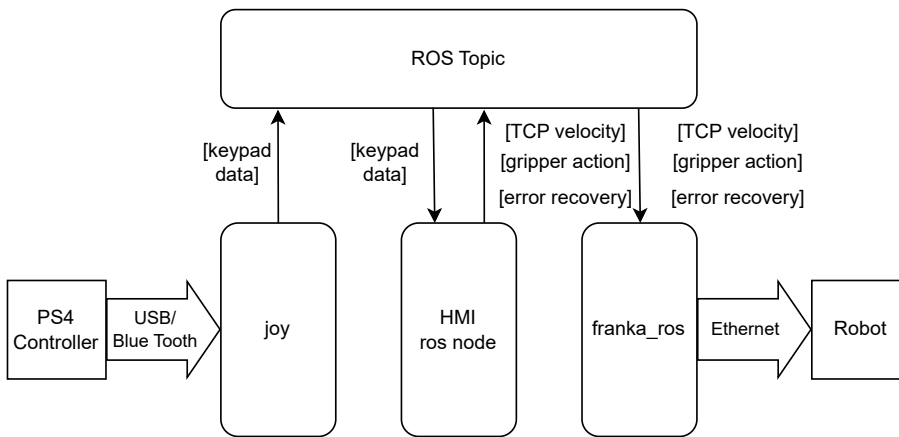 ROS Topic
[keypad
data]
[keypad
data]
[TCP velocity]
[gripper action]
[error recovery]
[TCP velocity]
[gripper action]
[error recovery]
PS4
Controller
USB/
Blue Tooth
joy
HMI
ros node
franka_ros
Ethernet
Robot